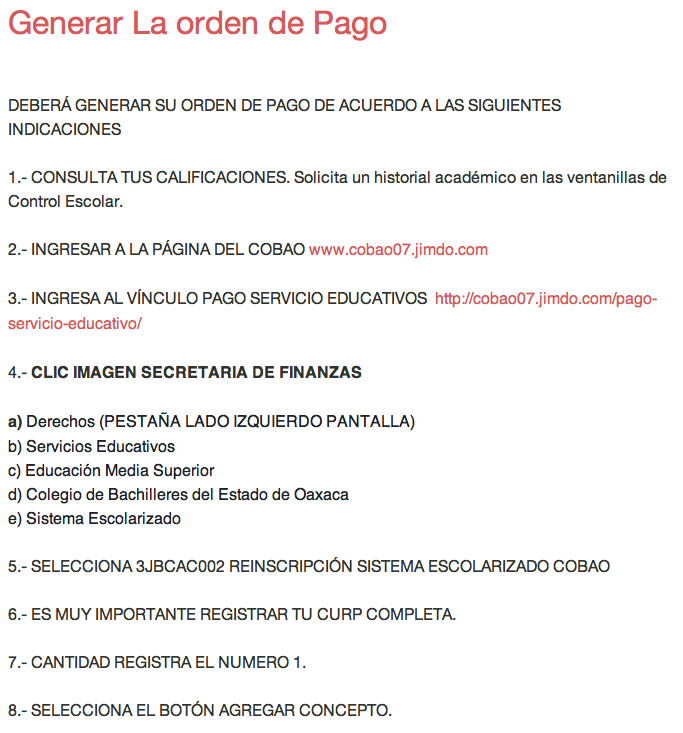 Generar La orden de Pago
DEBERÁ GENERAR SU ORDEN DE PAGO DE ACUERDO A LAS SIGUIENTES
INDICACIONES
1.- CONSULTA TUS CALIFICACIONES. Solicita un historial académico en las ventanillas de
Control Escolar.
2.- INGRESAR A LA PÁGINA DEL COBAO www.cobao07.jimdo.com
3.- INGRESA AL VÍNCULO PAGO SERVICIO EDUCATIVOS http://cobao07.jimdo.com/pago-
servicio-educativo/
4.- CLIC IMAGEN SECRETARIA DE FINANZAS
a) Derechos (PESTAÑA LADO IZQUIERDO PANTALLA)
b) Servicios Educativos
c) Educación Media Superior
d) Colegio de Bachilleres del Estado de Oaxaca
e) Sistema Escolarizado
5.- SELECCIONA 3JBCAC002 REINSCRIPCIÓN SISTEMA ESCOLARIZADO COBAO
6.- ES MUY IMPORTANTE REGISTRAR TU CURP COMPLETA.
7.- CANTIDAD REGISTRA EL NUMERO 1.
8.- SELECCIONA EL BOTÓN AGREGAR CONCEPTO.